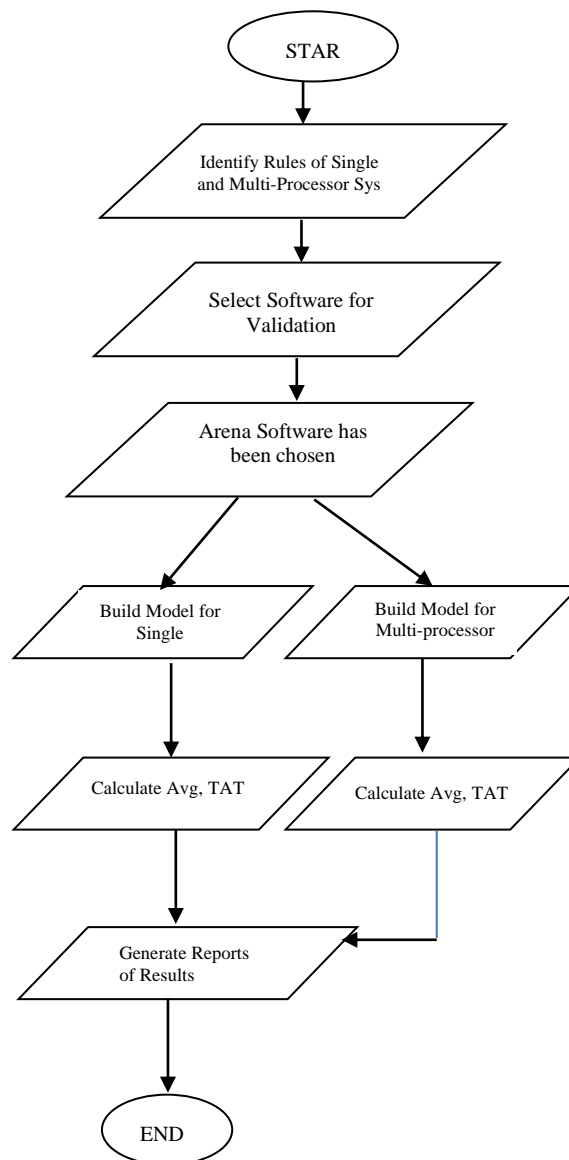 STAR
Identify Rules of Single
and Multi-Processor Sys
Select Software for
Validation
Arena Software has
been chosen
Build Model for
Single
Build Model for
Multi-processor
Calculate Avg, TAT
Calculate Avg, TAT
Generate Reports
of Results
END